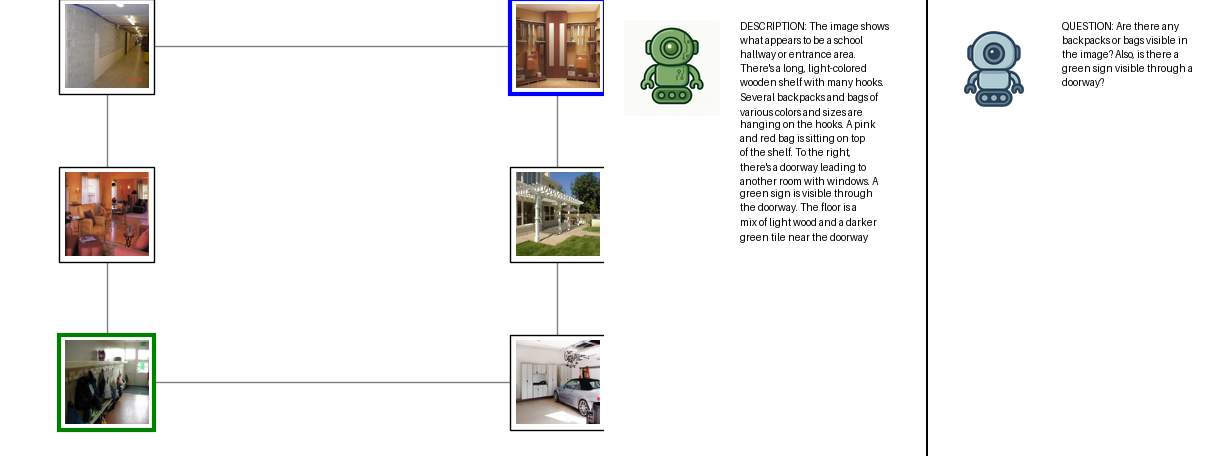 DESCRIPTION: The image shows
what appears to be a school
hallway or entrance area.
There's a long, light-colored
wooden shelf with many hooks.
Several backpacks and bags of
various colors and sizes are
hanging on the hooks. A pink
and red bag is sitting on top
of the shelf. To the right,
there's a doorway leading to
another room with windows. A
green sign is visible through
the doorway. The floor is a
mix of light wood and a darker
green tile near the doorway
QUESTION: Are there any
backpacks or bags visible in
the image? Also, is there a
green sign visible through a
doorway?